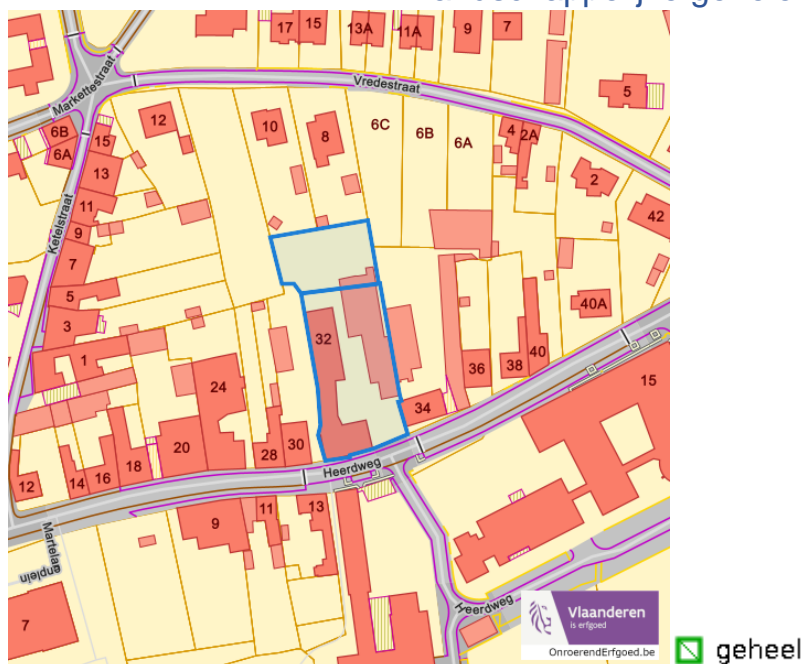 17
15
13A
11A
9
7
Vredestraat
5
Markettestraat
6B
6A
15
12
10
8
6C
6B
6A
4
2A
2
42
13
11
9
7
5
3
1
Ketelstraat
40A
32
24
36
38
40
34
15
20
28
30
12
14
16
18
Heerdweg
9
11
13
Martelaa
enplein
7
Heerdweg
Vlaanderen
is erfgoed
OnroerendErfgoed.be
geheel